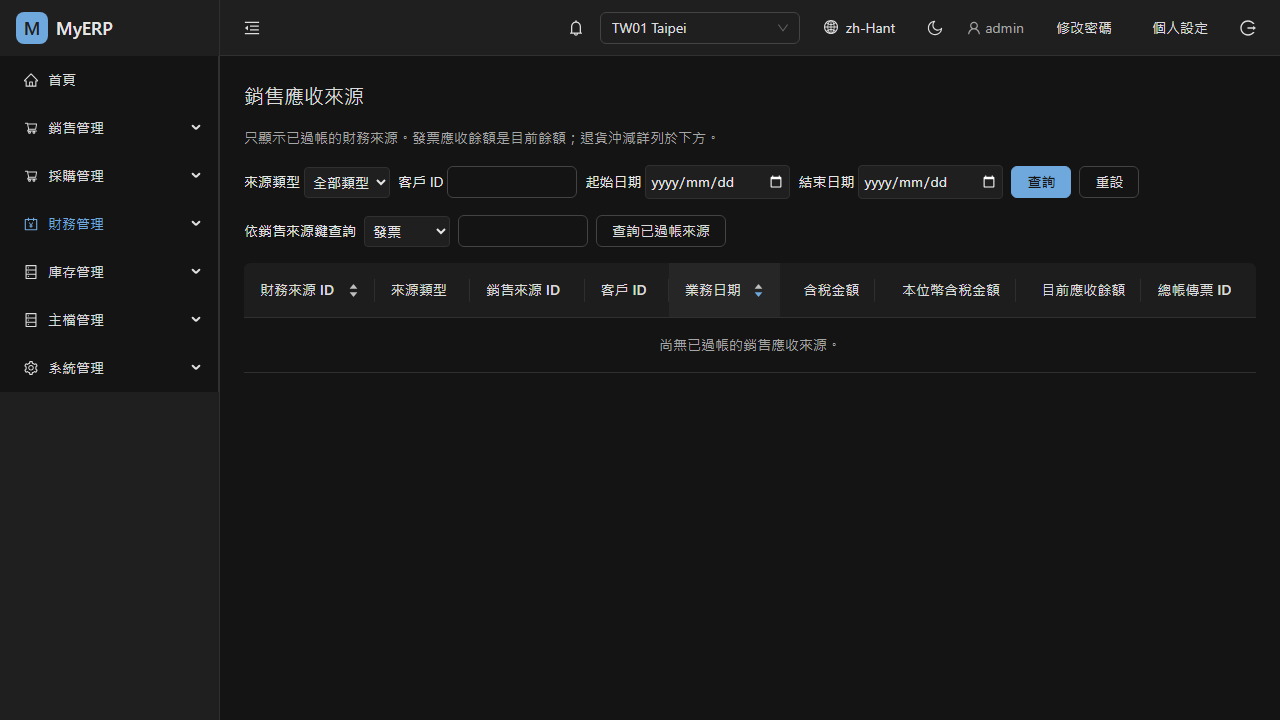 M MyERP
TW01 Taipei
zh-Hant
admin
修改密碼
個人設定
首頁
銷售管理
採購管理
財務管理
庫存管理
主檔管理
系統管理
銷售應收來源
只顯示已過帳的財務來源。發票應收餘額是目前餘額；退貨沖減詳列於下方。
來源類型 全部類型 客戶 ID 起始日期 yyyy/mm/dd 結束日期 yyyy/mm/dd 查詢 重設
依銷售來源鍵查詢 發票 查詢已過帳來源
財務來源 ID 來源類型 銷售來源 ID 客戶 ID 業務日期 含稅金額 本位幣含稅金額 目前應收餘額 總帳傳票 ID
尚無已過帳的銷售應收來源。